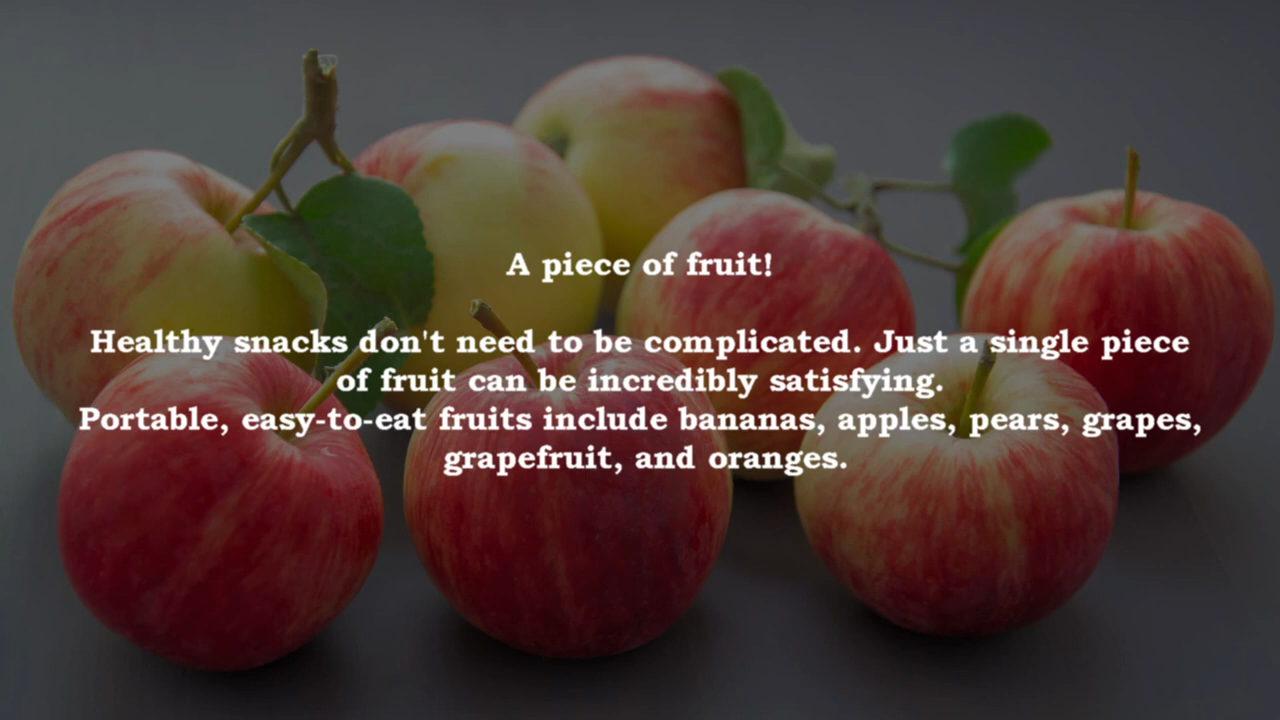 A piece of fruit!
Healthy snacks don't need to be complicated. Just a single piece
of fruit can be incredibly satisfying.
Portable, easy-to-eat fruits include bananas, apples, pears, grapes,
grapefruit, and oranges.